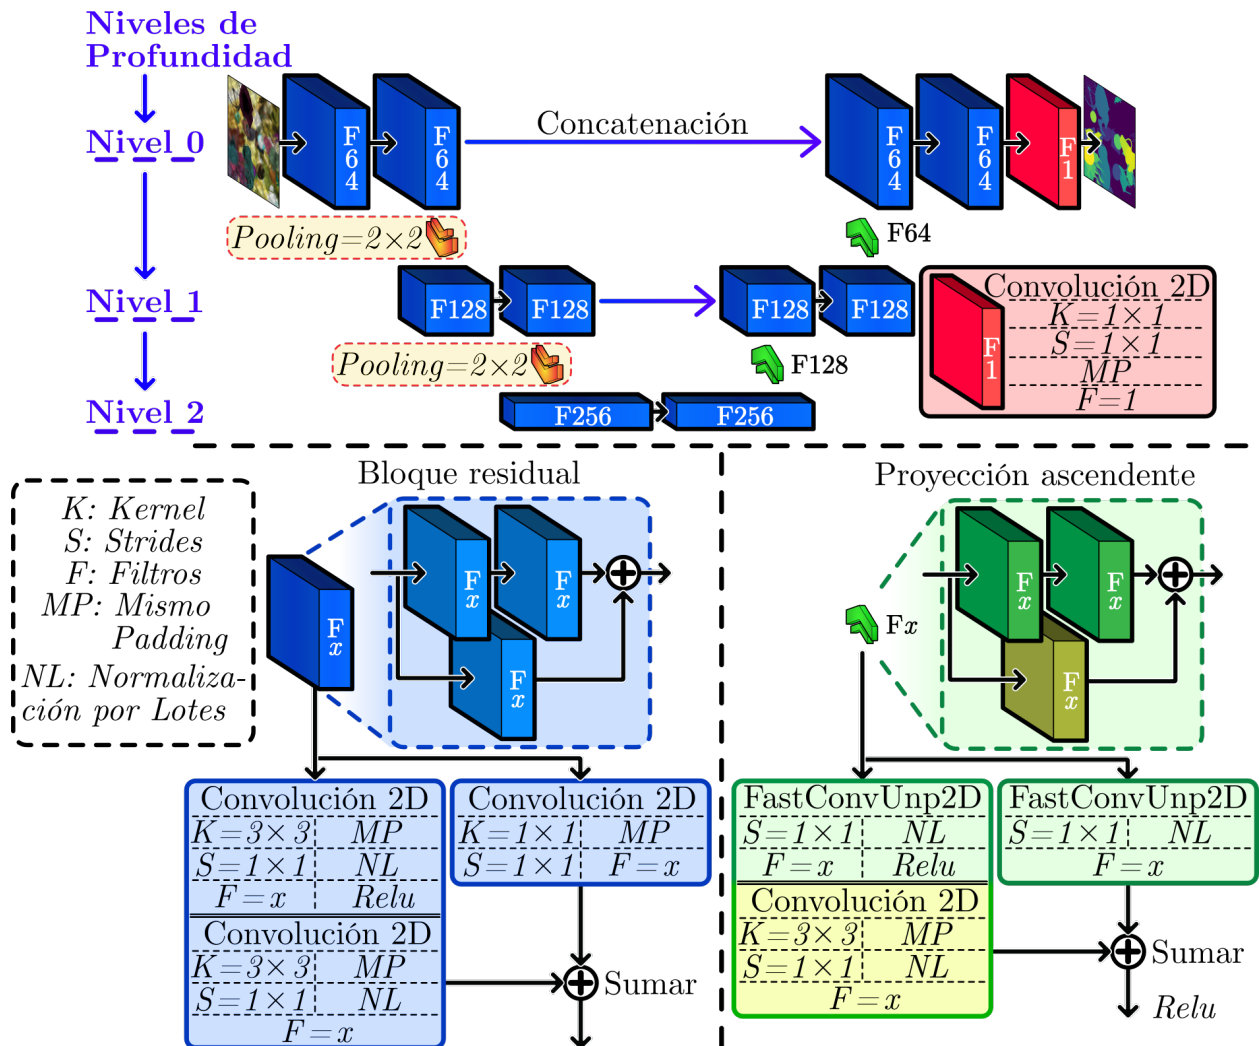 Niveles de
Profundidad
Nivel 0
F64
F64
Concatenación
F64
F64
F1
Pooling=2×2
F64
Nivel 1
F128
F128
F128
F128
Pooling=2×2
F128
Convolución 2D
K=1×1
S=1×1
MP
F=1
F1
Nivel 2
F256
F256
K: Kernel
S: Strides
F: Filtros
MP: Mismo
Padding
NL: Normaliza-
ción por Lotes
Bloque residual
Fx
Fx
Fx
Fx
Convolución 2D
K=3×3 MP
S=1×1 NL
F=x Relu
Convolución 2D
K=3×3 MP
S=1×1 NL
F=x
Convolución 2D
K=1×1 MP
S=1×1 F=x
Sumar
Proyección ascendente
Fx
Fx
Fx
Fx
FastConvUnp2D
S=1×1 NL
F=x Relu
Convolución 2D
K=3×3 MP
S=1×1 NL
F=x
FastConvUnp2D
S=1×1 NL
F=x
Sumar
Relu